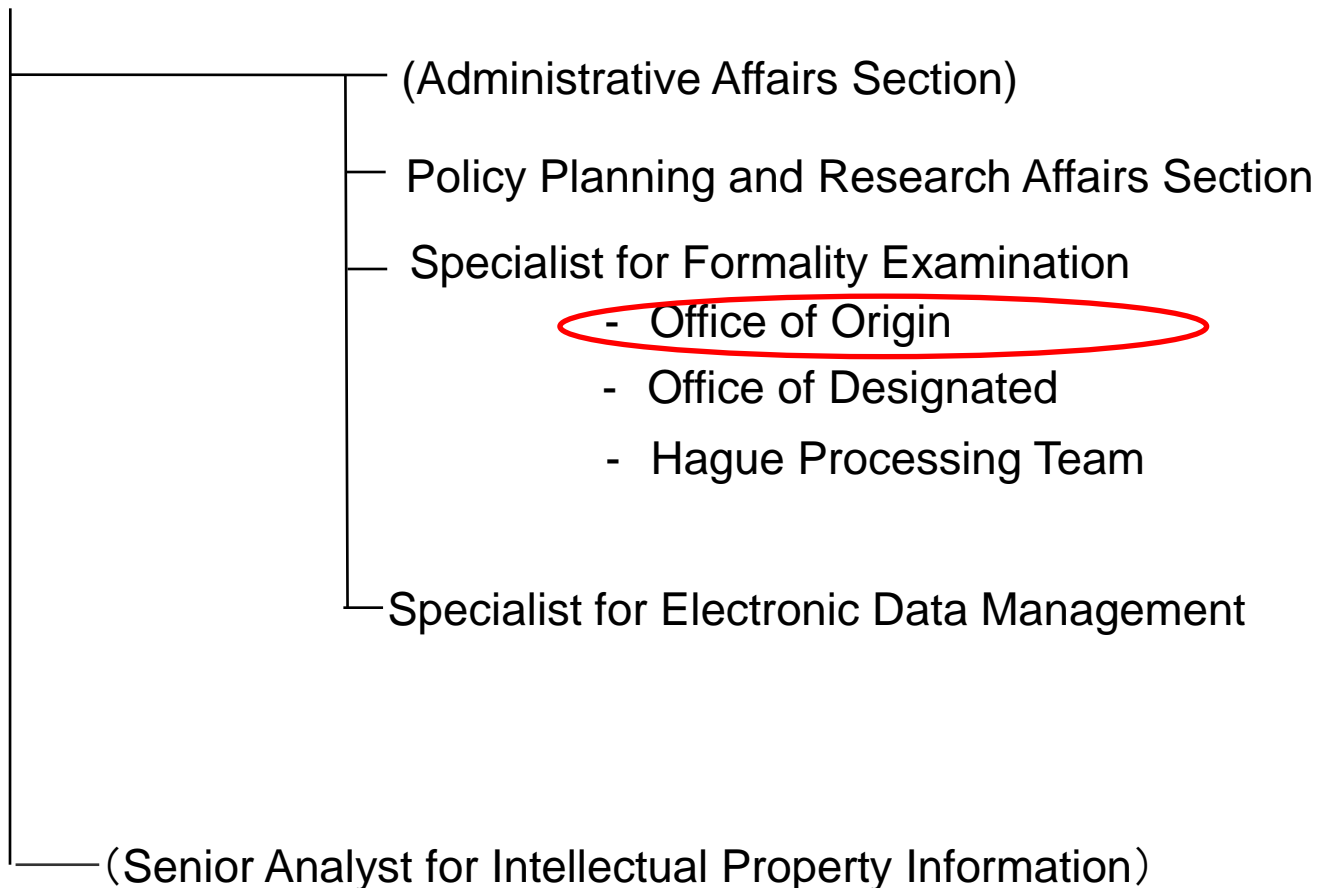 (Administrative Affairs Section)
Policy Planning and Research Affairs Section
Specialist for Formality Examination
- Office of Origin
- Office of Designated
- Hague Processing Team
Specialist for Electronic Data Management
（Senior Analyst for Intellectual Property Information）